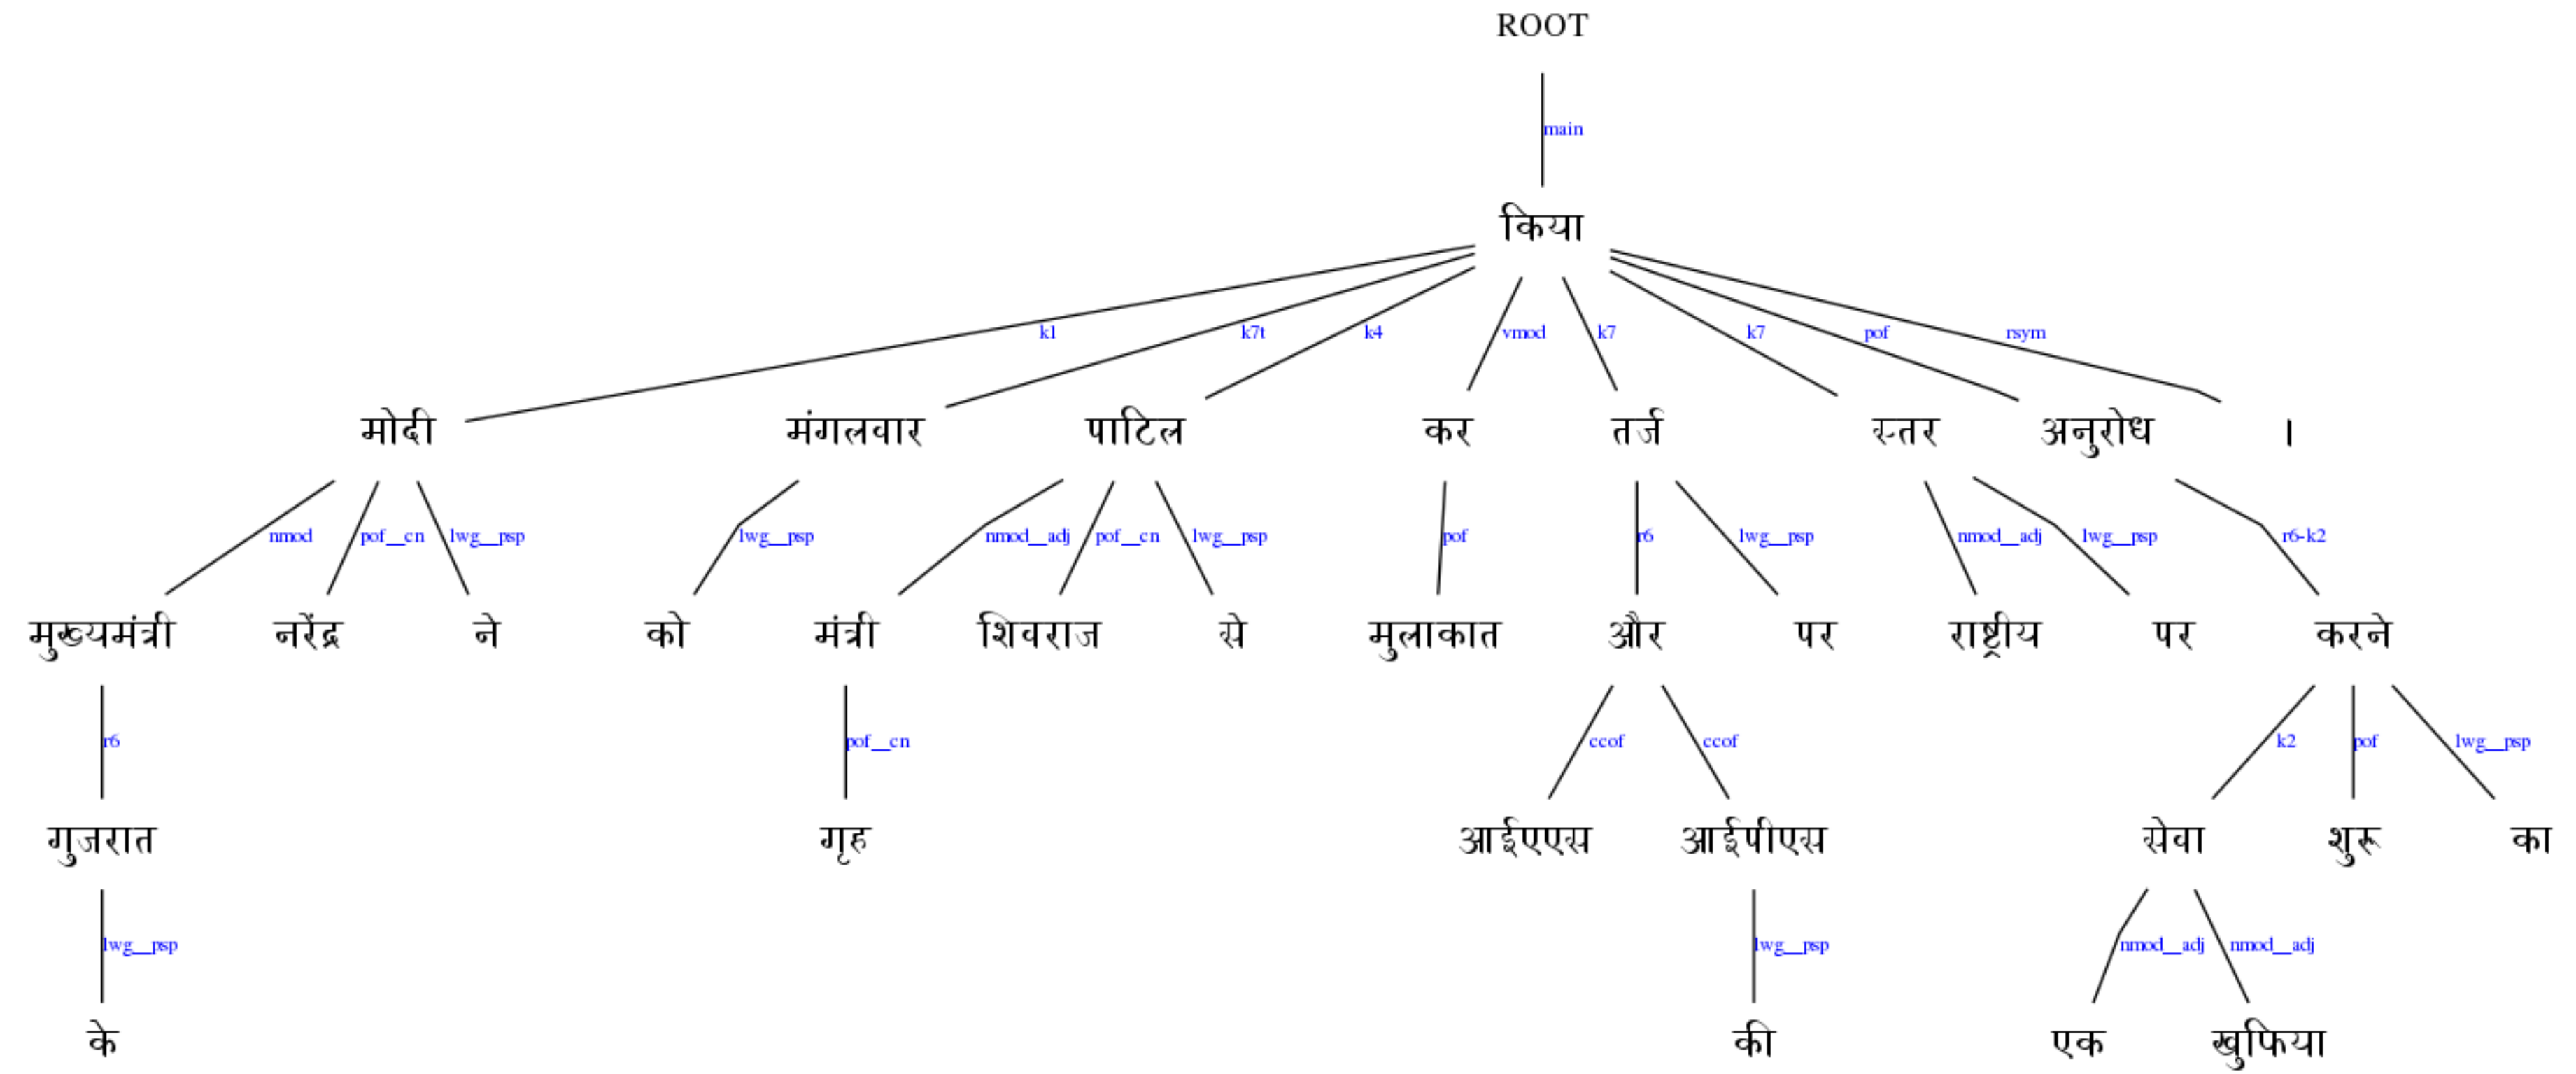 ROOT
main
किया
k1 k7t k4 vmod k7 k7 pof rsym
मोदी मंगलवार पाटिल कर तर्ज स्तर अनुरोध ।
nmod pof__cn lwg__psp lwg__psp nmod__adj pof__cn lwg__psp pof r6 lwg__psp nmod__adj lwg__psp r6-k2
मुख्यमंत्री नरेंद्र ने को मंत्री शिवराज से मुलाकात और पर राष्ट्रीय पर करने
r6 pof__cn ccof ccof k2 pof lwg__psp
गुजरात गृह आईएएस आईपीएस सेवा शुरू का
lwg__psp lwg__psp nmod__adj nmod__adj
के की एक खुफिया